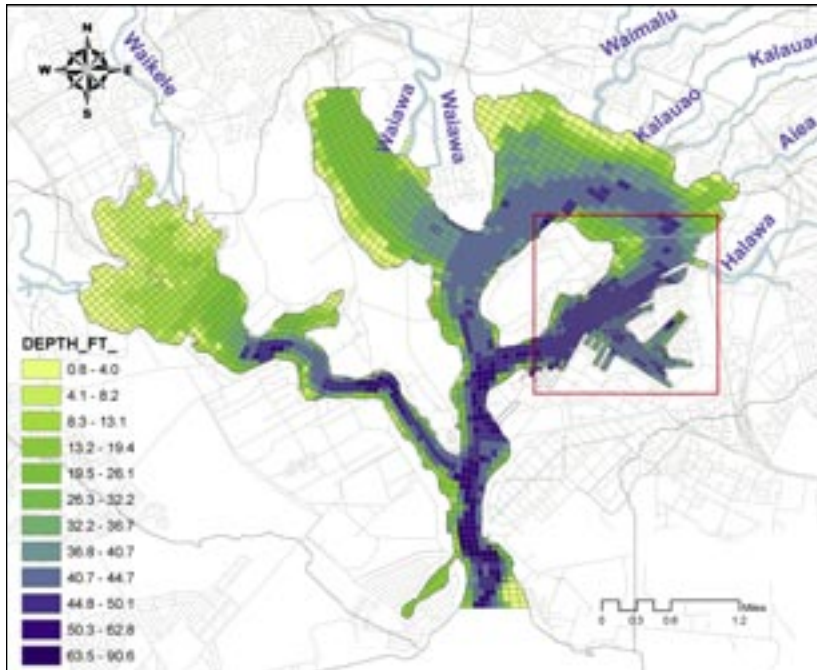 N
W E
S
Waikele
Waiawa
Waiawa
Waimalu
Kalauao
Kalauao
Aiea
Halawa
DEPTH_FT_
0.8 - 4.0
4.1 - 8.2
8.3 - 13.1
13.2 - 19.4
19.5 - 26.1
26.3 - 32.2
32.2 - 36.7
36.8 - 40.7
40.7 - 44.7
44.8 - 50.1
50.3 - 62.8
63.5 - 90.6
Miles
0 0.3 0.6 1.2